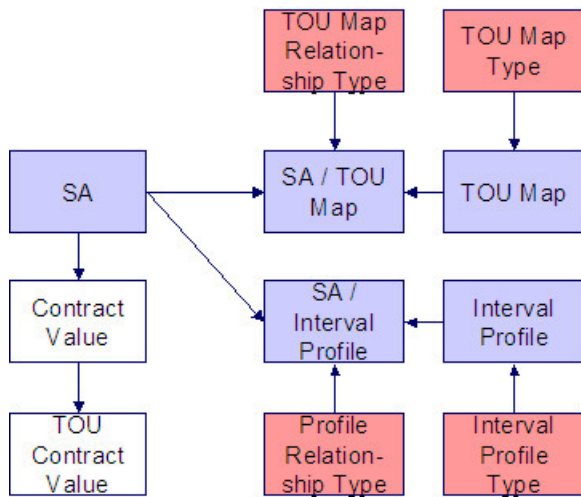 TOU Map
Relation-
ship Type
TOU Map
Type
SA
SA / TOU
Map
TOU Map
Contract
Value
SA /
Interval
Profile
Interval
Profile
TOU
Contract
Value
Profile
Relation-
ship Type
Interval
Profile
Type